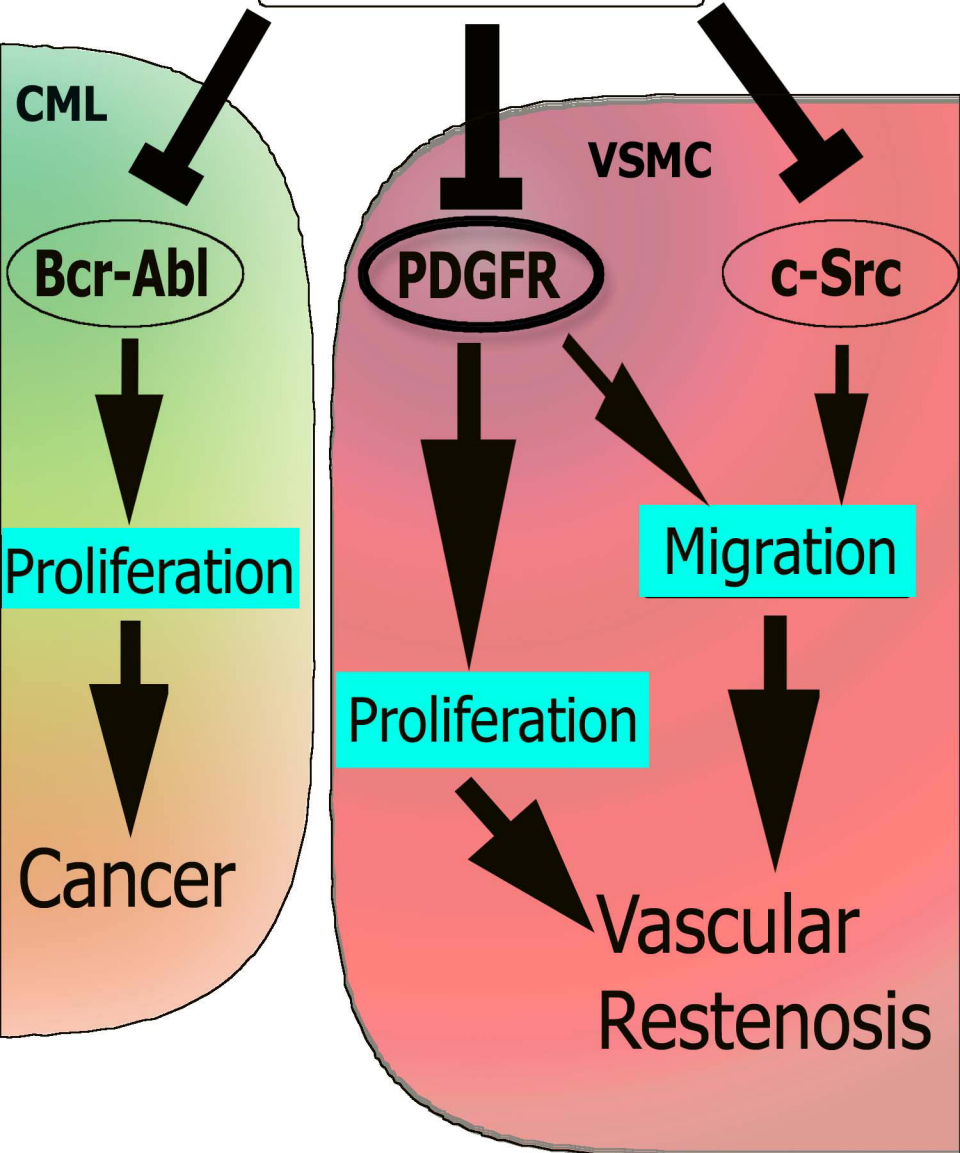 CML
VSMC
Bcr-Abl
PDGFR
c-Src
Proliferation
Migration
Proliferation
Cancer
Vascular
Restenosis